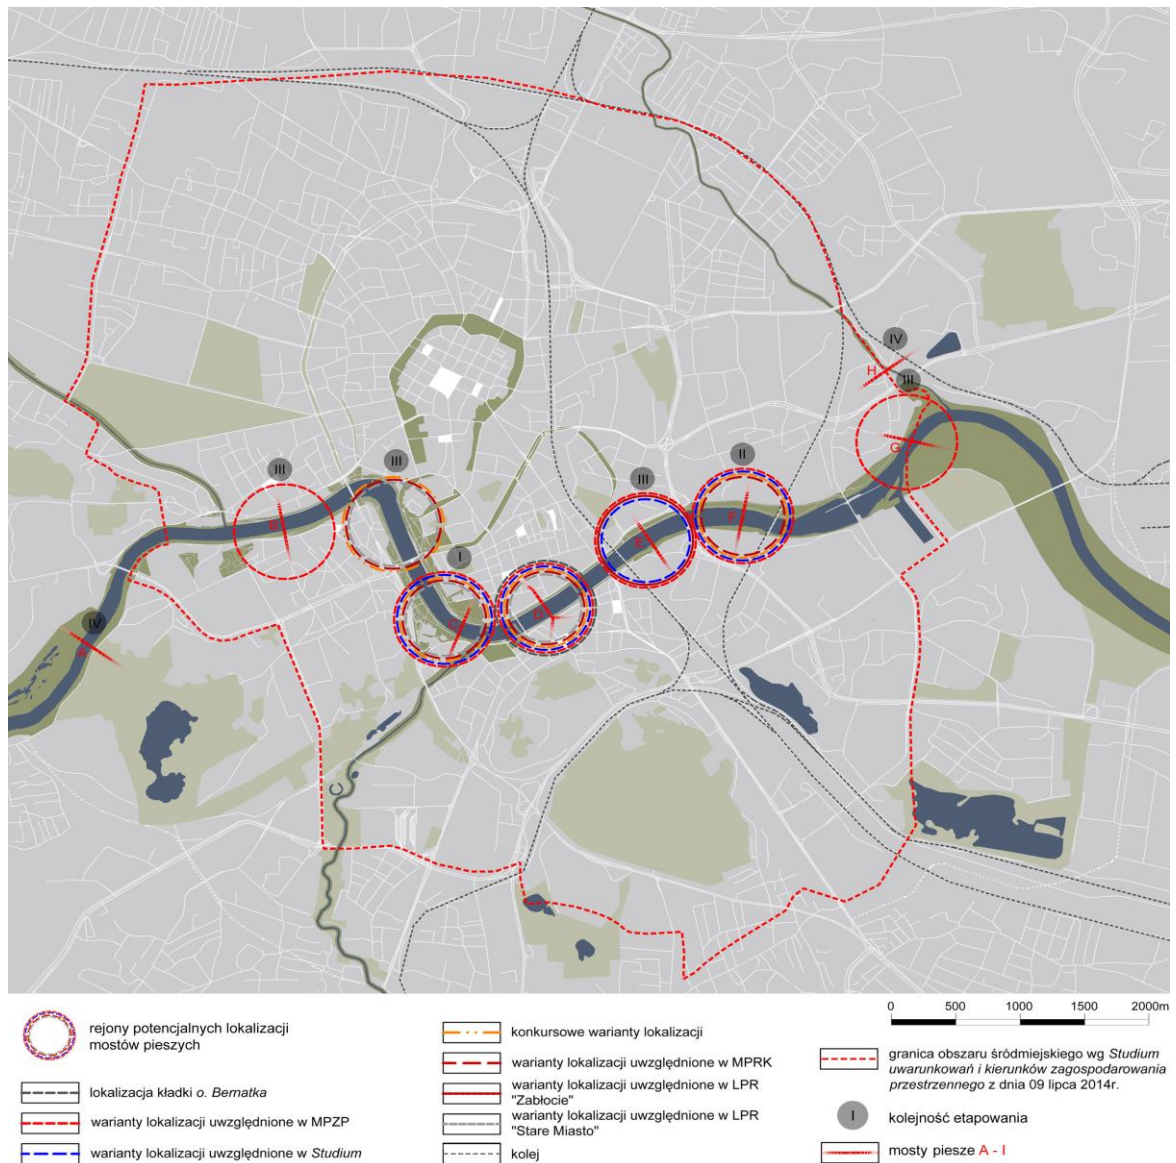 IV
H
III
G
II
F
III
E
III
III
B
I
C
D
IV
A
rejony potencjalnych lokalizacji
mostów pieszych
lokalizacja kładki o. Bernatka
warianty lokalizacji uwzględnione w MPZP
warianty lokalizacji uwzględnione w Studium
konkursowe warianty lokalizacji
warianty lokalizacji uwzględnione w MPRK
warianty lokalizacji uwzględnione w LPR
"Zabłocie"
warianty lokalizacji uwzględnione w LPR
"Stare Miasto"
kolej
0 500 1000 1500 2000m
granica obszaru śródmiejskiego wg Studium
uwarunkowań i kierunków zagospodarowania
przestrzennego z dnia 09 lipca 2014r.
I
kolejność etapowania
mosty piesze A - I